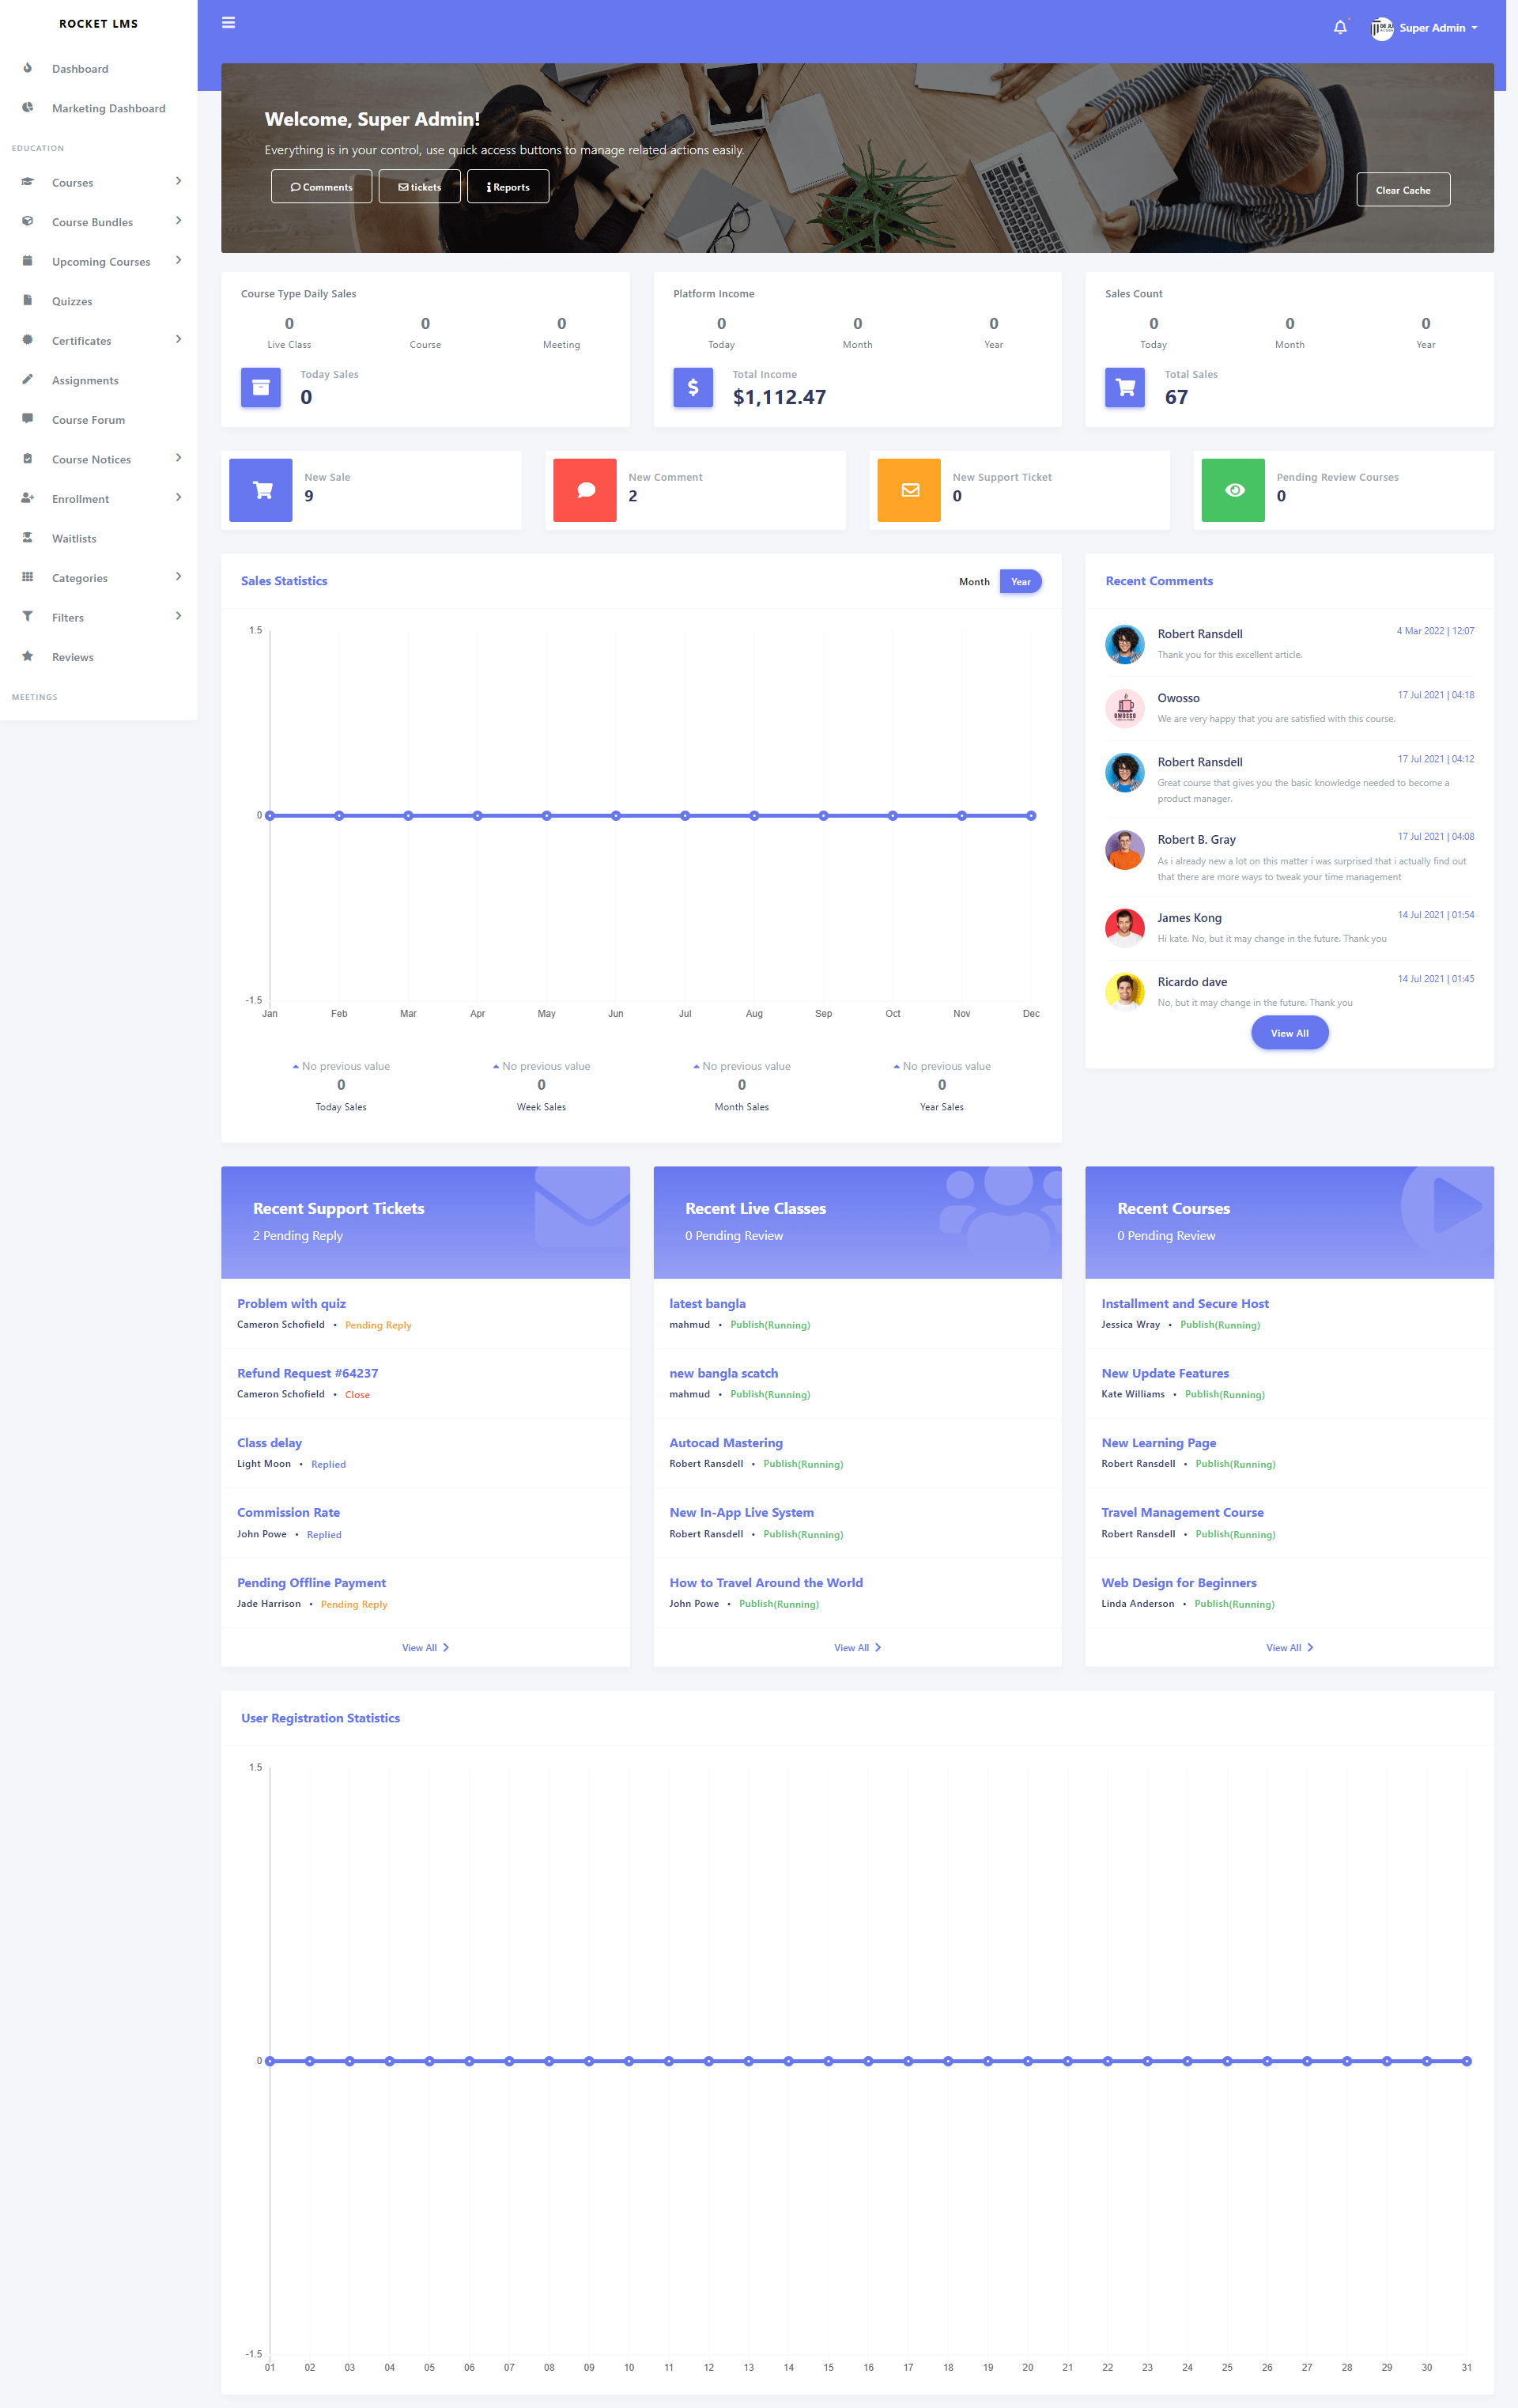 ROCKET LMS
Dashboard
Marketing Dashboard
EDUCATION
Courses
Course Bundles
Upcoming Courses
Quizzes
Certificates
Assignments
Course Forum
Course Notices
Enrollment
Waitlists
Categories
Filters
Reviews
MEETINGS
Super Admin
Welcome, Super Admin!
Everything is in your control, use quick access buttons to manage related actions easily.
Comments tickets Reports
Clear Cache
Course Type Daily Sales
0 0 0
Live Class Course Meeting
Today Sales
0
Platform Income
0 0 0
Today Month Year
Total Income
$1,112.47
Sales Count
0 0 0
Today Month Year
Total Sales
67
New Sale
9
New Comment
2
New Support Ticket
0
Pending Review Courses
0
Sales Statistics
Month Year
1.5
0
-1.5
Jan Feb Mar Apr May Jun Jul Aug Sep Oct Nov Dec
No previous value No previous value No previous value No previous value
0 0 0 0
Today Sales Week Sales Month Sales Year Sales
Recent Comments
Robert Ransdell 4 Mar 2022 | 12:07
Thank you for this excellent article.
OWOSSO
Owosso 17 Jul 2021 | 04:18
We are very happy that you are satisfied with this course.
Robert Ransdell 17 Jul 2021 | 04:12
Great course that gives you the basic knowledge needed to become a
product manager.
Robert B. Gray 17 Jul 2021 | 04:08
As i already new a lot on this matter i was surprised that i actually find out
that there are more ways to tweak your time management
James Kong 14 Jul 2021 | 01:54
Hi kate. No, but it may change in the future. Thank you
Ricardo dave 14 Jul 2021 | 01:45
No, but it may change in the future. Thank you
View All
Recent Support Tickets
2 Pending Reply
Problem with quiz
Cameron Schofield • Pending Reply
Refund Request #64237
Cameron Schofield • Close
Class delay
Light Moon • Replied
Commission Rate
John Powe • Replied
Pending Offline Payment
Jade Harrison • Pending Reply
View All
Recent Live Classes
0 Pending Review
latest bangla
mahmud • Publish(Running)
new bangla scatch
mahmud • Publish(Running)
Autocad Mastering
Robert Ransdell • Publish(Running)
New In-App Live System
Robert Ransdell • Publish(Running)
How to Travel Around the World
John Powe • Publish(Running)
View All
Recent Courses
0 Pending Review
Installment and Secure Host
Jessica Wray • Publish(Running)
New Update Features
Kate Williams • Publish(Running)
New Learning Page
Robert Ransdell • Publish(Running)
Travel Management Course
Robert Ransdell • Publish(Running)
Web Design for Beginners
Linda Anderson • Publish(Running)
View All
User Registration Statistics
1.5
0
-1.5
01 02 03 04 05 06 07 08 09 10 11 12 13 14 15 16 17 18 19 20 21 22 23 24 25 26 27 28 29 30 31